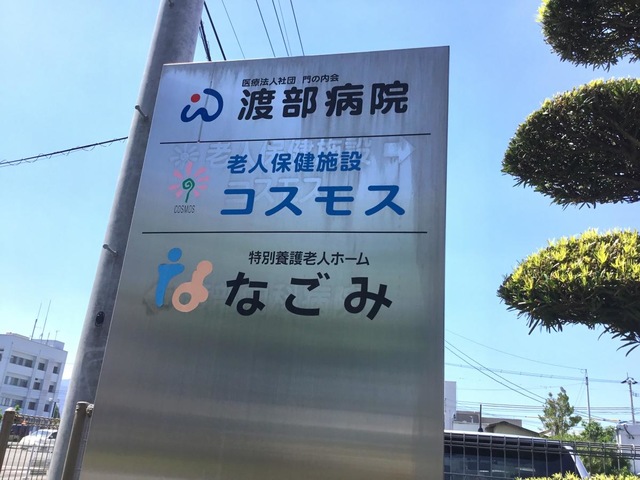 医療法人社団 門の内会
渡部病院
老人保健施設
COSMOS
コスモス
特別養護老人ホーム
なごみ